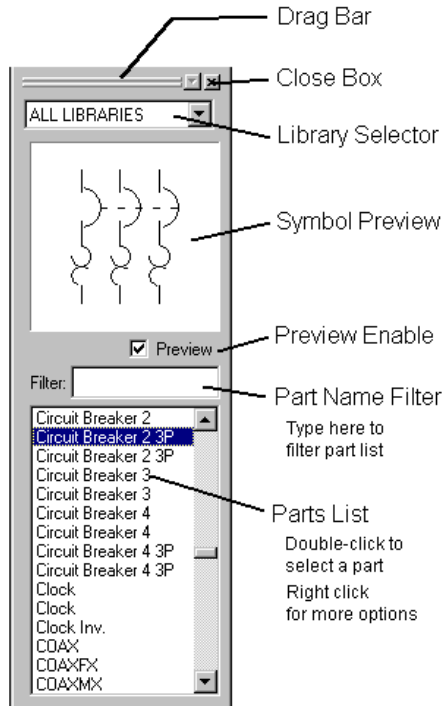 Drag Bar
Close Box
ALL LIBRARIES
Library Selector
Symbol Preview
Preview
Preview Enable
Filter:
Part Name Filter
Type here to
filter part list
Circuit Breaker 2
Circuit Breaker 2 3P
Circuit Breaker 2 3P
Circuit Breaker 3
Circuit Breaker 3
Circuit Breaker 4
Circuit Breaker 4
Circuit Breaker 4 3P
Circuit Breaker 4 3P
Clock
Clock
Clock Inv.
COAX
COAXFX
COAXMX
Parts List
Double-click to
select a part
Right click
for more options